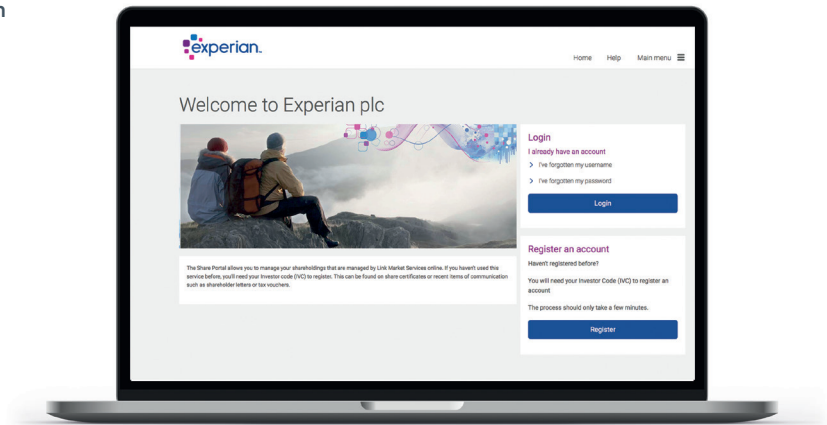 n
experian.
Home Help Main menu
Welcome to Experian plc
Login
I already have an account
I've forgotten my username
I've forgotten my password
Login
The Share Portal allows you to manage your shareholdings that are managed by Link Market Services online. If you haven't used this
service before, you'll need your Investor code (IVC) to register. This can be found on share certificates or recent items of communication
such as shareholder letters or tax vouchers.
Register an account
Haven't registered before?
You will need your Investor Code (IVC) to register an
account
The process should only take a few minutes.
Register